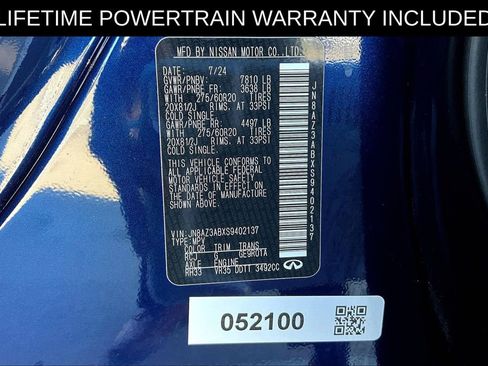 LIFETIME POWERTRAIN WARRANTY INCLUDED
MFD BY NISSAN MOTOR CO., LTD.
DATE: 7/24
GVWR/PNBV: 7810 LB
GAWR/PNBE FR: 3638 LB
WITH 275/60R20 TIRES
20X81/2J RIMS, AT 33PSI
COLD SINGLE.
GAWR/PNBE RR: 4497 LB
WITH 275/60R20 TIRES
20X81/2J RIMS, AT 33PSI
COLD SINGLE.
THIS VEHICLE CONFORMS TO
ALL APPLICABLE FEDERAL
MOTOR VEHICLE SAFETY
STANDARDS IN EFFECT ON
THE DATE OF MANUFACTURE
SHOWN ABOVE.
VIN: JN8AZ3ABXS9402137
TYPE: MPV
COLOR TRIM TRANS
RCJ G GE9R01A
AXLE ENGINE
RH33 VR35 DDTT 3492CC
INFINITI
JN8AZ3ABXS9402137
052100